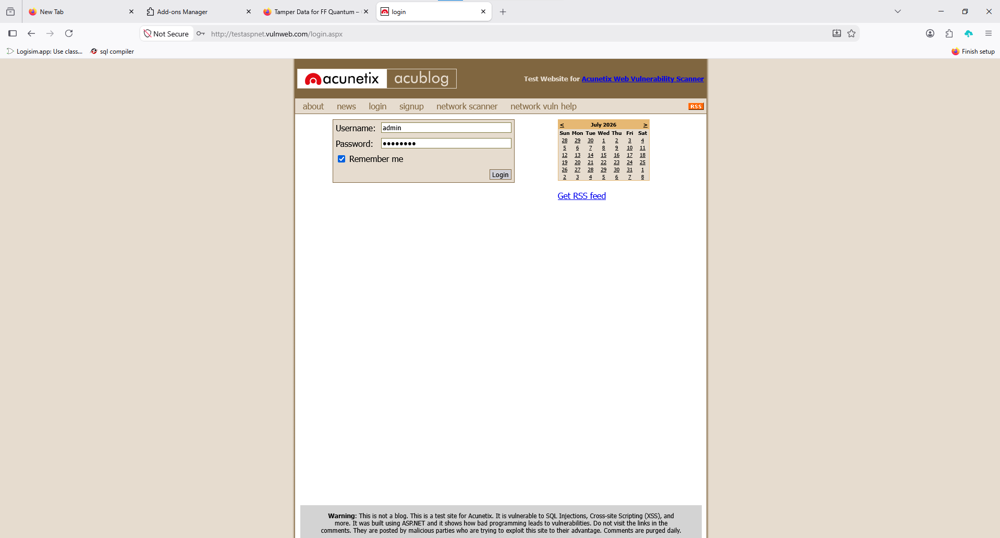 New Tab
Add-ons Manager
Tamper Data for FF Quantum –
login
Not Secure
http://testaspnet.vulnweb.com/login.aspx
Logisim.app: Use class...
sql compiler
Finish setup
acunetix acublog
Test Website for Acunetix Web Vulnerability Scanner
about news login signup network scanner network vuln help
RSS
Username: admin
Password: ●●●●●●●●
Remember me
Login
< July 2026 >
Sun Mon Tue Wed Thu Fri Sat
28 29 30 1 2 3 4
5 6 7 8 9 10 11
12 13 14 15 16 17 18
19 20 21 22 23 24 25
26 27 28 29 30 31 1
2 3 4 5 6 7 8
Get RSS feed
Warning: This is not a blog. This is a test site for Acunetix. It is vulnerable to SQL Injections, Cross-site Scripting (XSS), and
more. It was built using ASP.NET and it shows how bad programming leads to vulnerabilities. Do not visit the links in the
comments. They are posted by malicious parties who are trying to exploit this site to their advantage. Comments are purged daily.